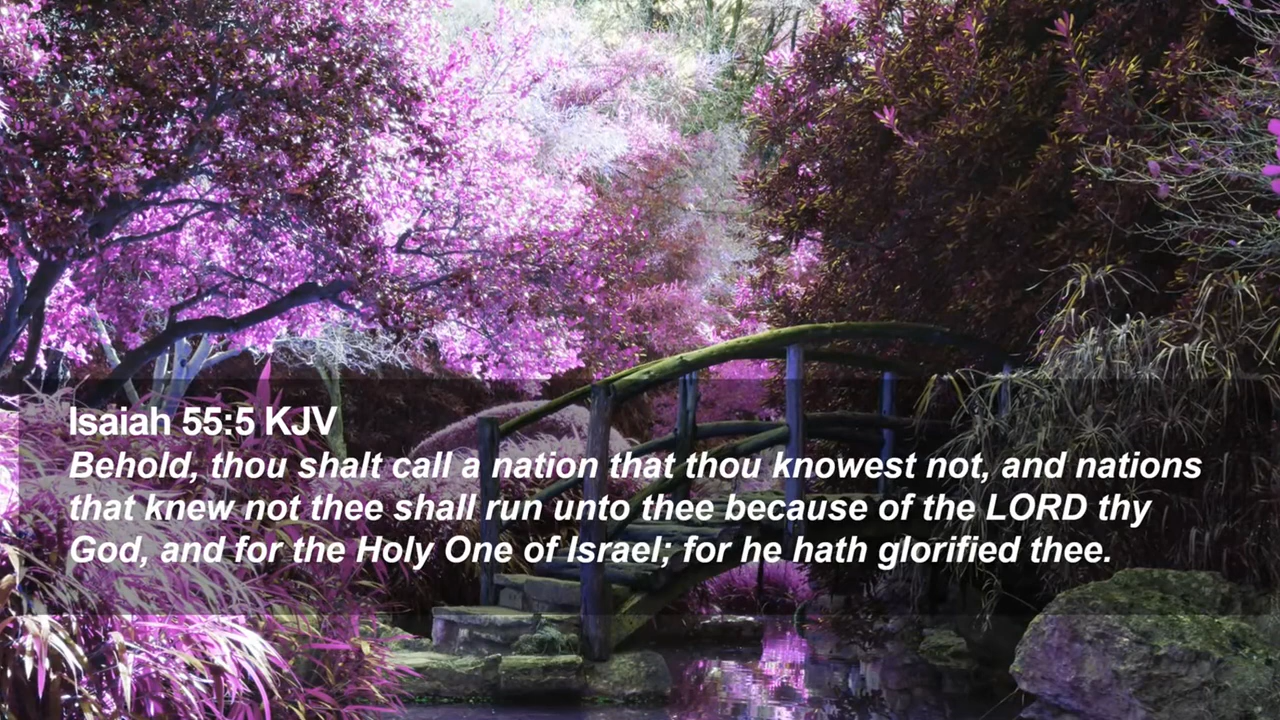 Isaiah 55:5 KJV
Behold, thou shalt call a nation that thou knowest not, and nations
that knew not thee shall run unto thee because of the LORD thy
God, and for the Holy One of Israel; for he hath glorified thee.